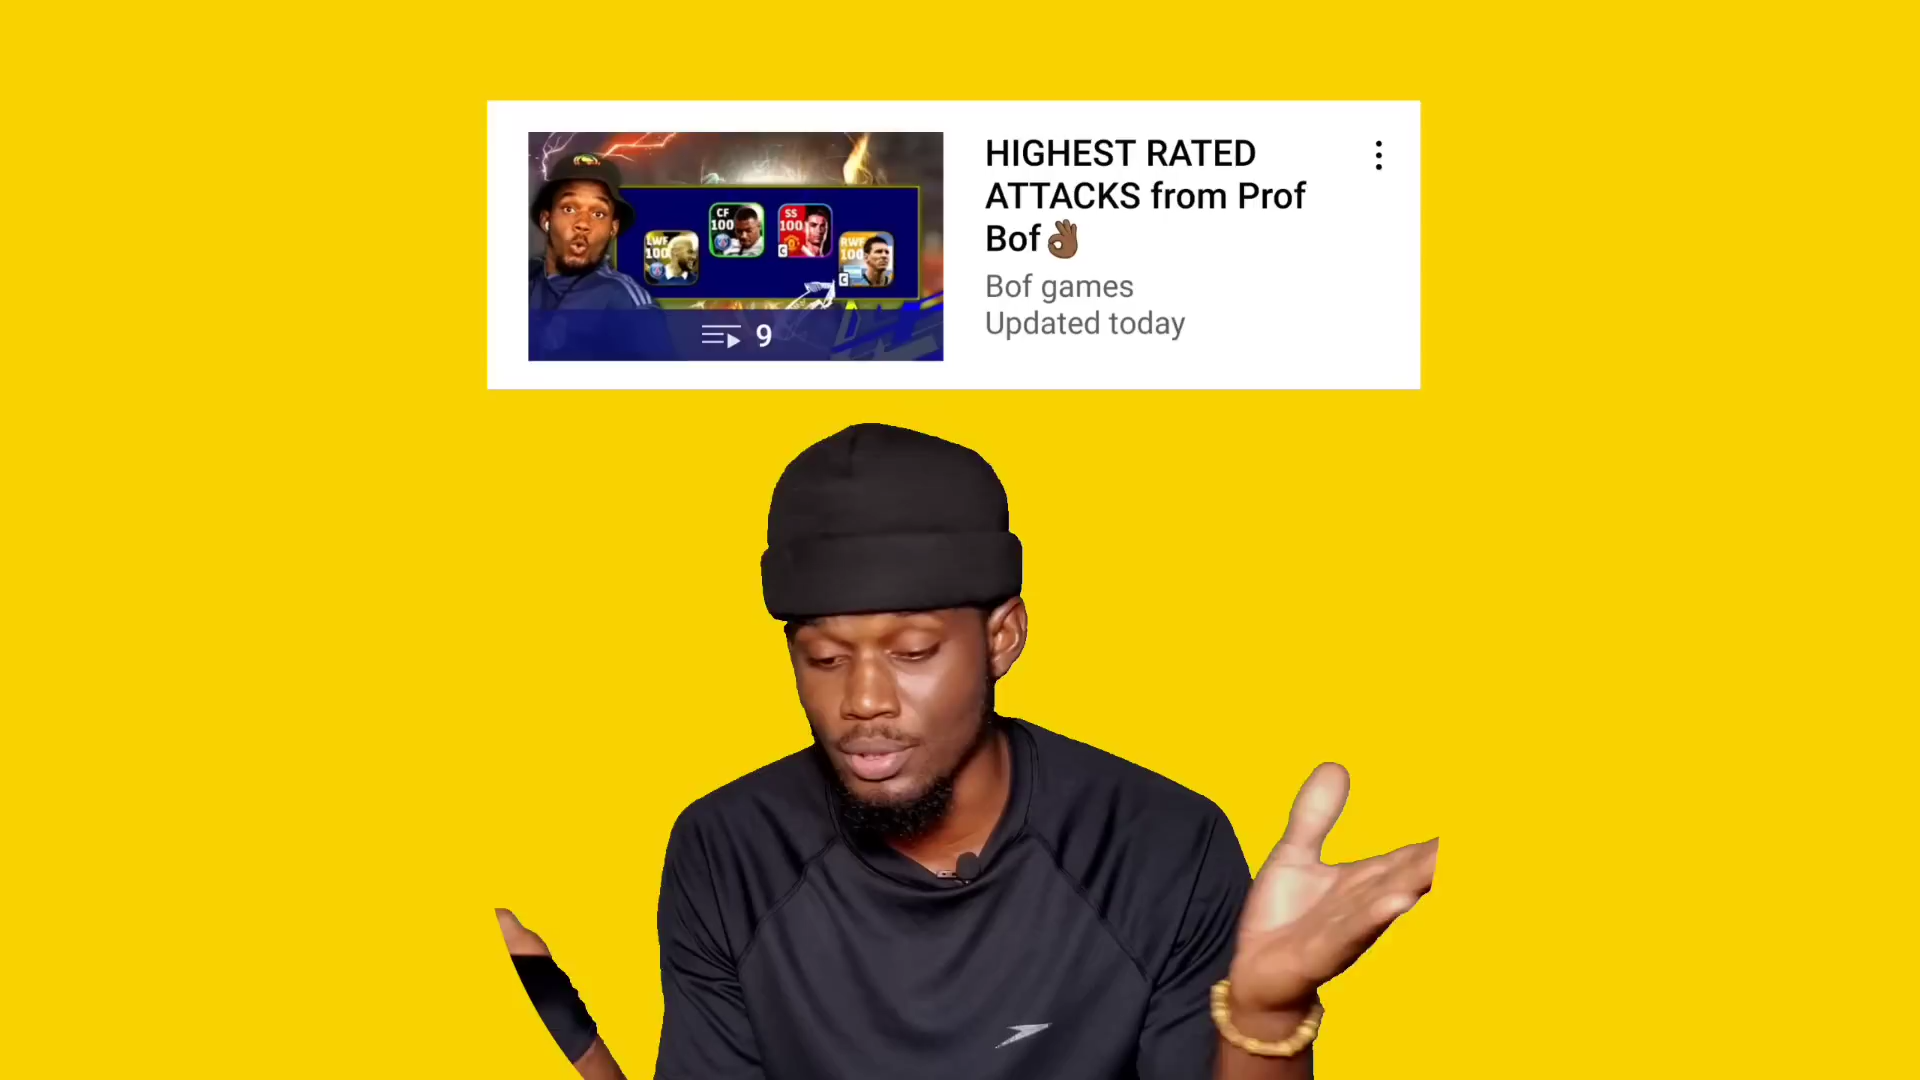 HIGHEST RATED
ATTACKS from Prof
Bof👌🏾
Bof games
Updated today
CF
100
SS
100
C
LWF
100
RWF
100
C
9